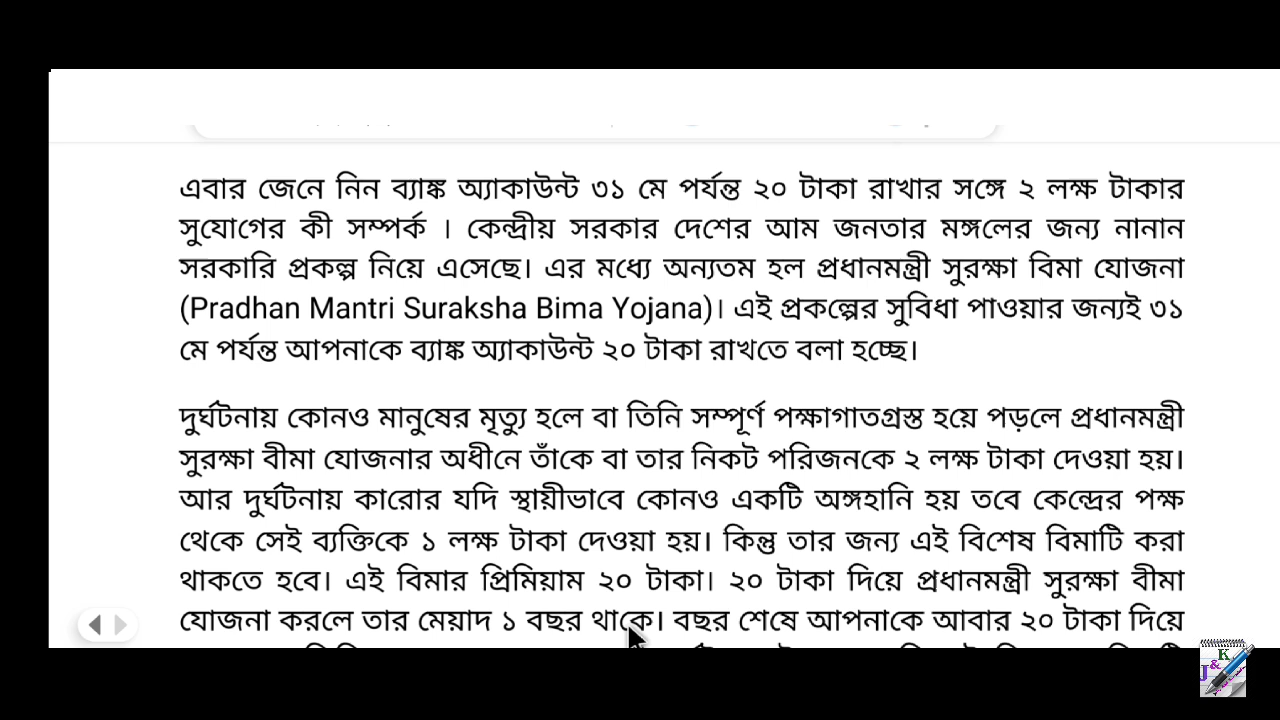 এবার জেনে নিন ব্যাঙ্ক অ্যাকাউন্ট ৩১ মে পর্যন্ত ২০ টাকা রাখার সঙ্গে ২ লক্ষ টাকার
সুযোগের কী সম্পর্ক । কেন্দ্রীয় সরকার দেশের আম জনতার মঙ্গলের জন্য নানান
সরকারি প্রকল্প নিয়ে এসেছে। এর মধ্যে অন্যতম হল প্রধানমন্ত্রী সুরক্ষা বিমা যোজনা
(Pradhan Mantri Suraksha Bima Yojana)। এই প্রকল্পের সুবিধা পাওয়ার জন্যই ৩১
মে পর্যন্ত আপনাকে ব্যাঙ্ক অ্যাকাউন্ট ২০ টাকা রাখতে বলা হচ্ছে।
দুর্ঘটনায় কোনও মানুষের মৃত্যু হলে বা তিনি সম্পূর্ণ পক্ষাগাতগ্রস্ত হয়ে পড়লে প্রধানমন্ত্রী
সুরক্ষা বীমা যোজনার অধীনে তাঁকে বা তার নিকট পরিজনকে ২ লক্ষ টাকা দেওয়া হয়।
আর দুর্ঘটনায় কারোর যদি স্থায়ীভাবে কোনও একটি অঙ্গহানি হয় তবে কেন্দ্রের পক্ষ
থেকে সেই ব্যক্তিকে ১ লক্ষ টাকা দেওয়া হয়। কিন্তু তার জন্য এই বিশেষ বিমাটি করা
থাকতে হবে। এই বিমার প্রিমিয়াম ২০ টাকা। ২০ টাকা দিয়ে প্রধানমন্ত্রী সুরক্ষা বীমা
যোজনা করলে তার মেয়াদ ১ বছর থাকে। বছর শেষে আপনাকে আবার ২০ টাকা দিয়ে
J&K